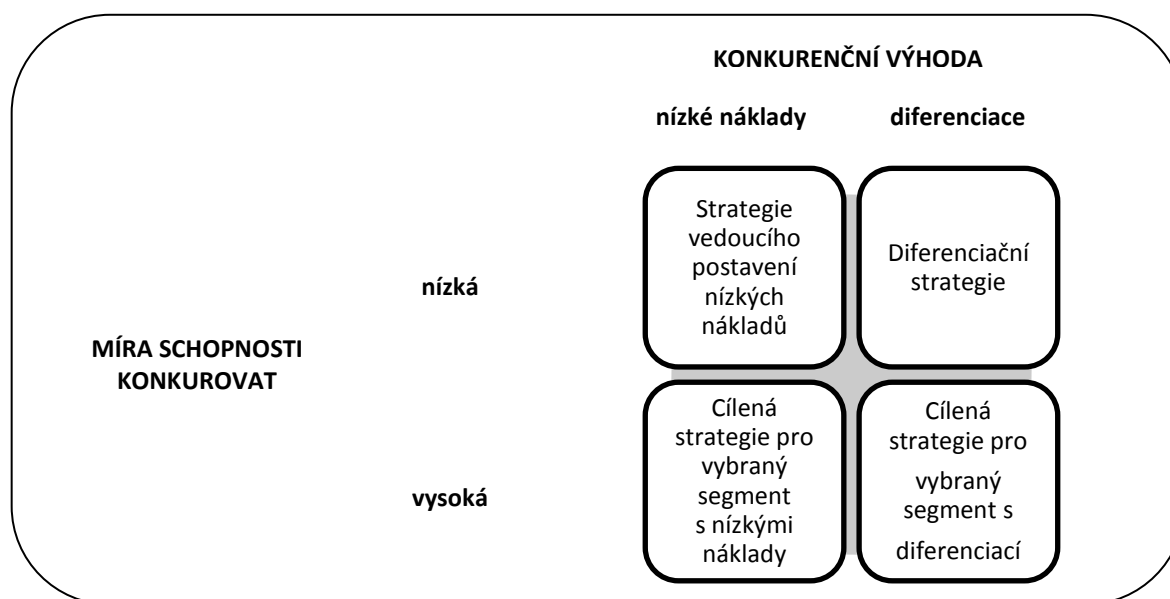 KONKURENČNÍ VÝHODA
nízké náklady
diferenciace
Strategie
vedoucího
postavení
nízkých
nákladů
Diferenciační
strategie
nízká
MÍRA SCHOPNOSTI
KONKUROVAT
Cílená
strategie pro
vybraný
segment
s nízkými
náklady
Cílená
strategie pro
vybraný
segment s
diferenciací
vysoká